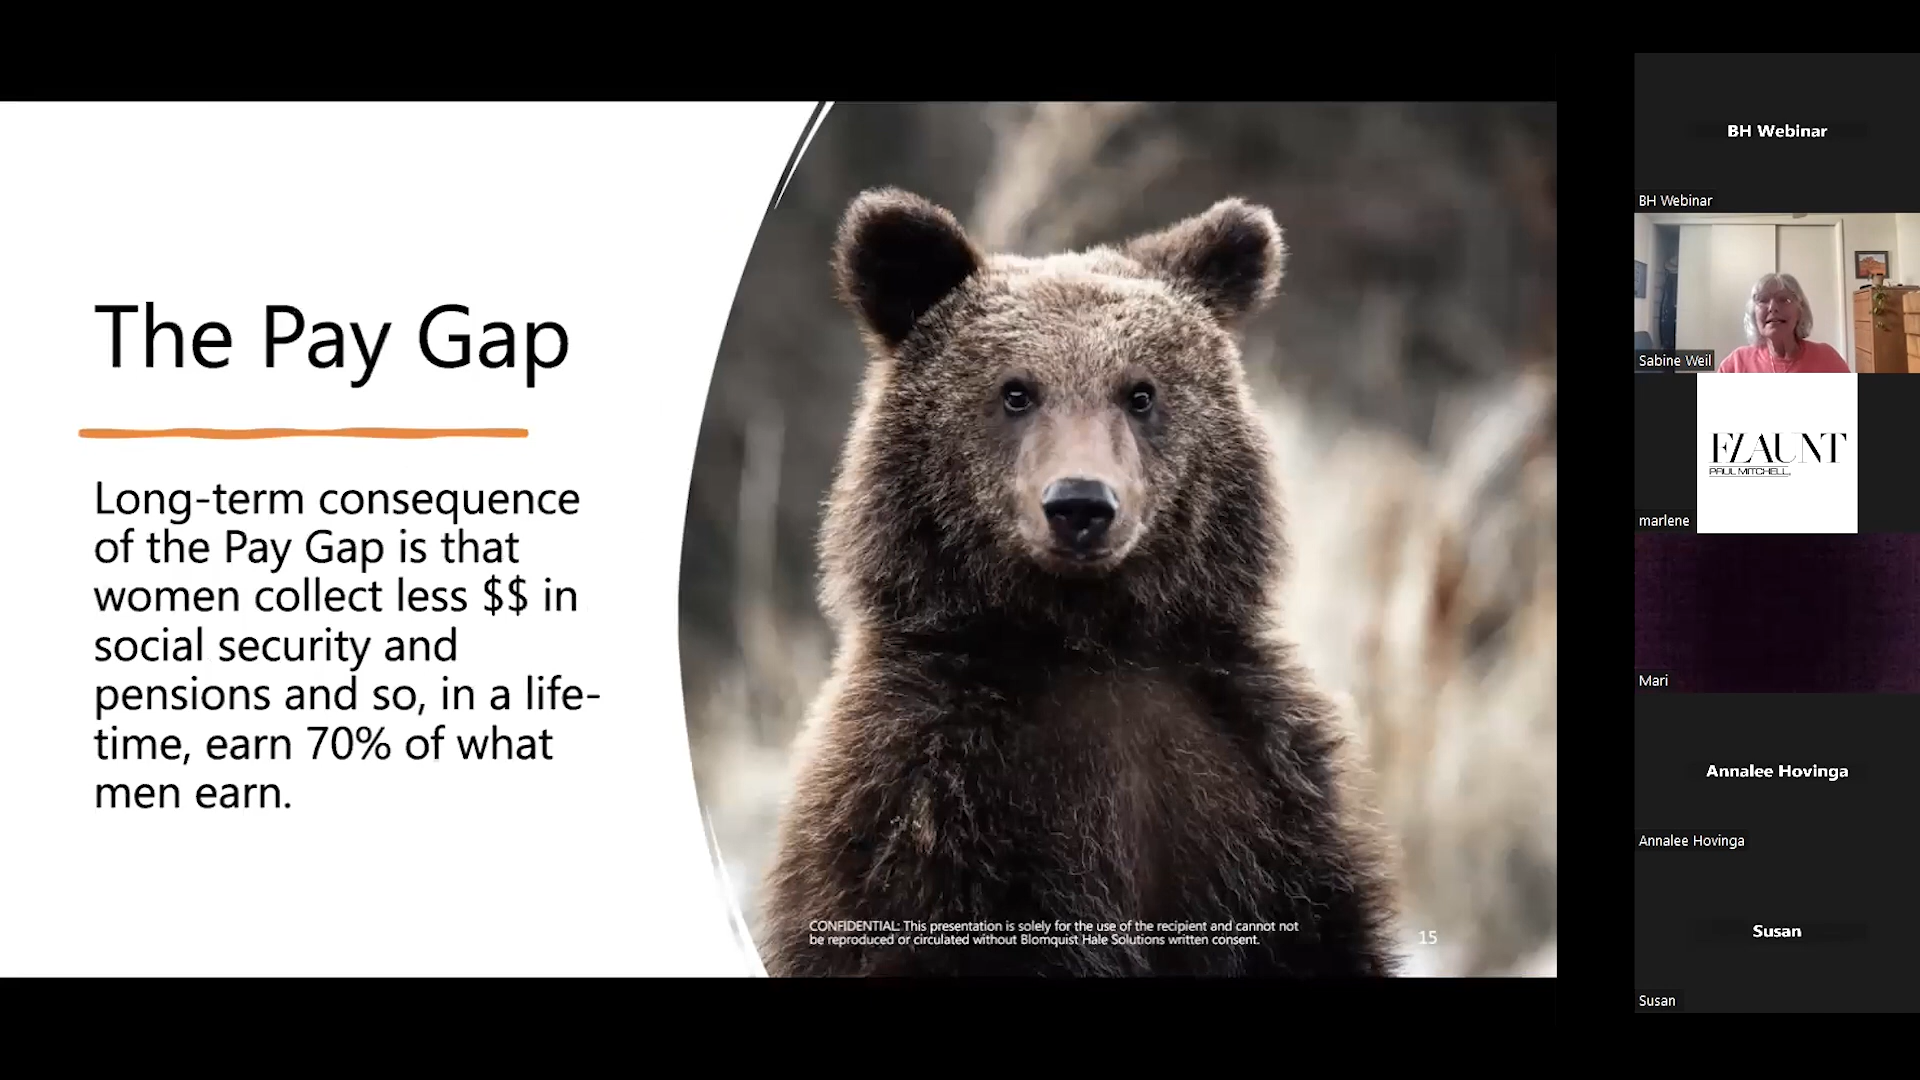 The Pay Gap
Long-term consequence
of the Pay Gap is that
women collect less $$ in
social security and
pensions and so, in a life-
time, earn 70% of what
men earn.
CONFIDENTIAL: This presentation is solely for the use of the recipient and cannot not
be reproduced or circulated without Blomquist Hale Solutions written consent.
15
BH Webinar
BH Webinar
Sabine Weil
FLAUNT
PAUL MITCHELL
marlene
Mari
Annalee Hovinga
Annalee Hovinga
Susan
Susan